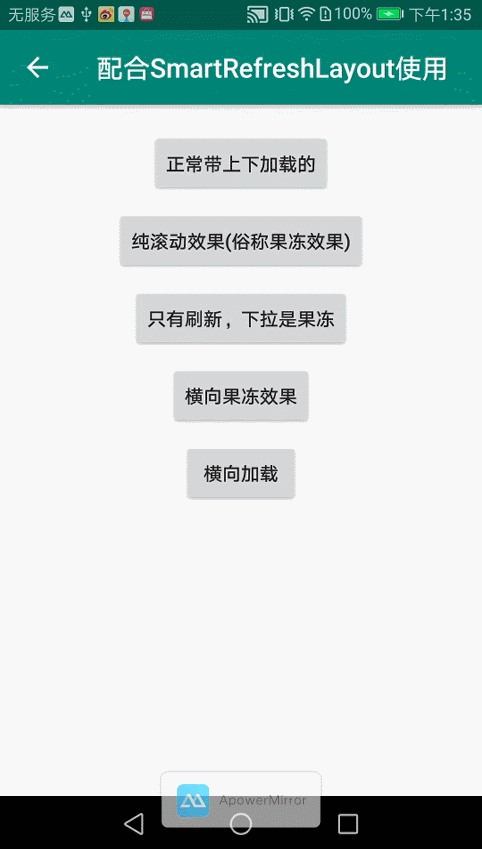 无服务 100% 下午1:35
配合SmartRefreshLayout使用
正常带上下加载的
纯滚动效果(俗称果冻效果)
只有刷新，下拉是果冻
横向果冻效果
横向加载
ApowerMirror